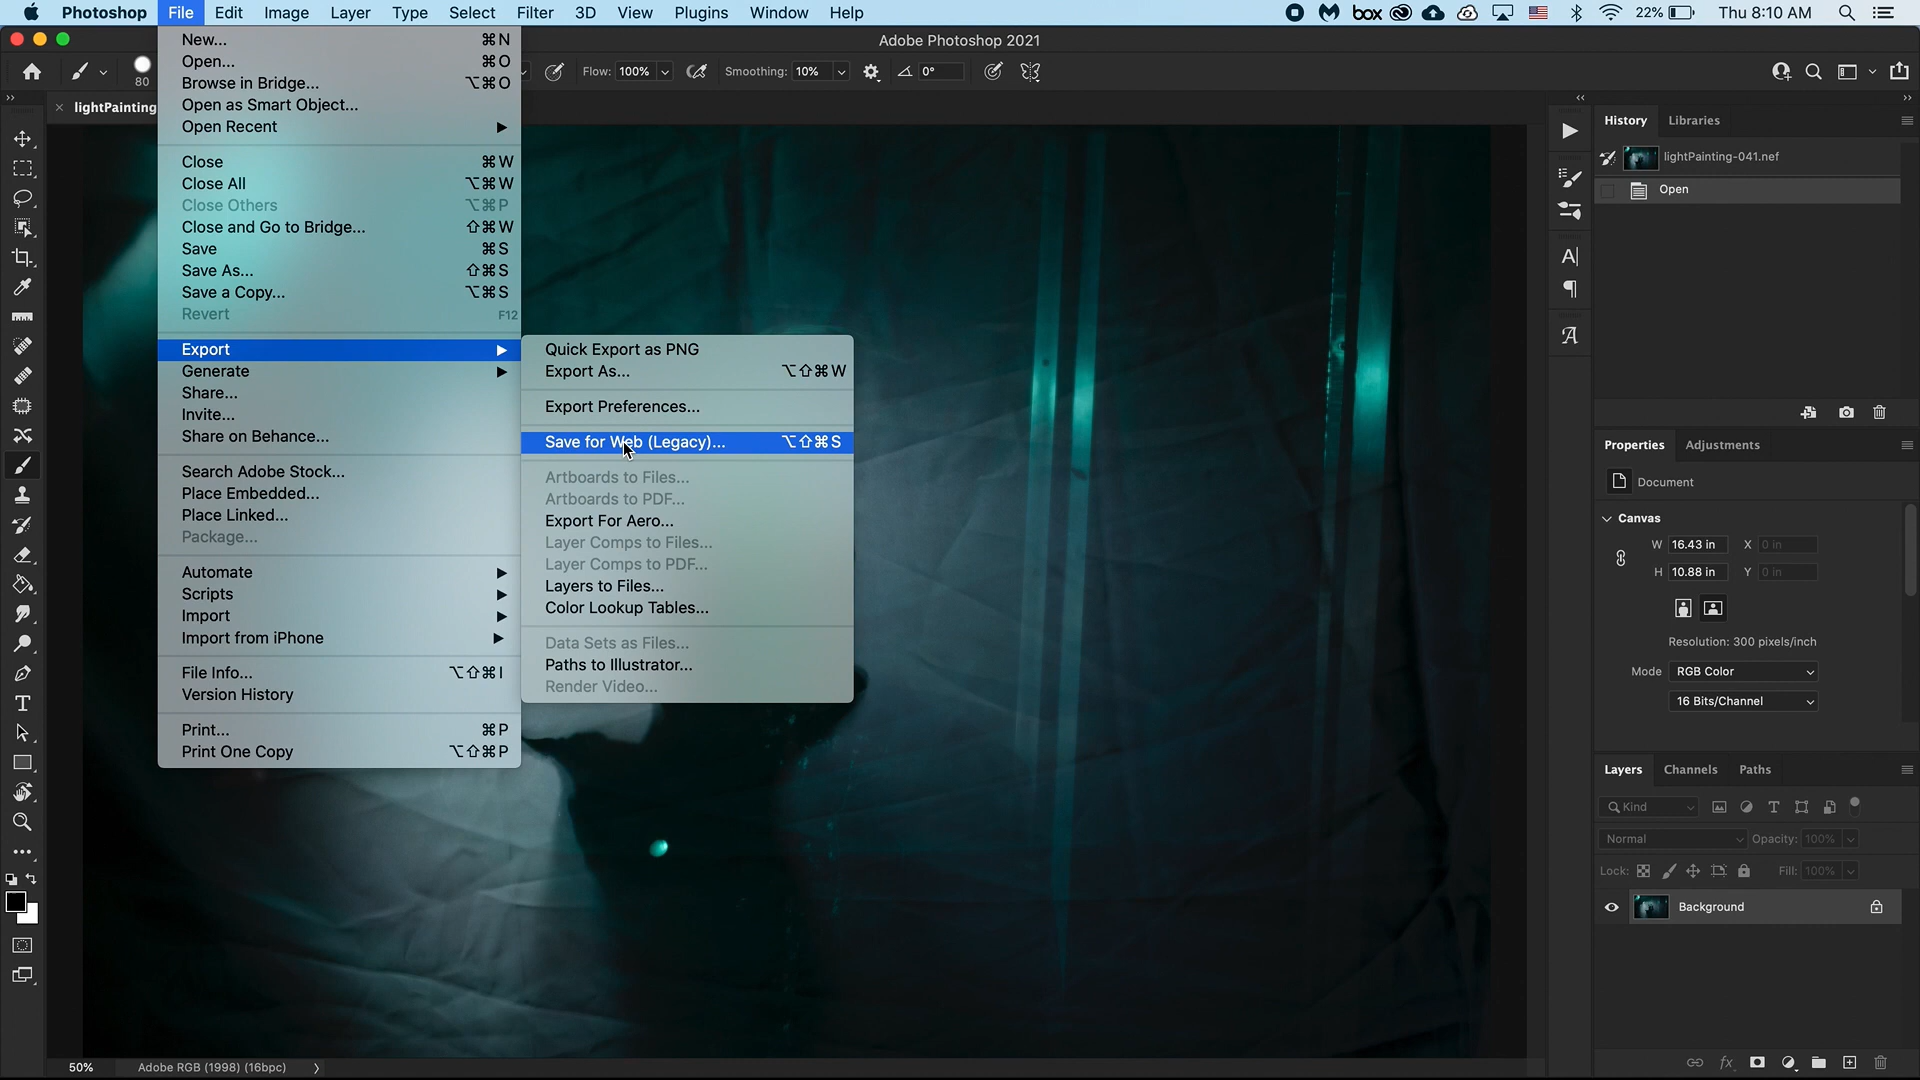 Photoshop File Edit Image Layer Type Select Filter 3D View Plugins Window Help box 22% Thu 8:10 AM
Adobe Photoshop 2021
80 Flow: 100% Smoothing: 10% 0°
lightPainting
New... ⌘N
Open... ⌘O
Browse in Bridge... ⌥⌘O
Open as Smart Object...
Open Recent ▶
Close ⌘W
Close All ⌥⌘W
Close Others ⌥⌘P
Close and Go to Bridge... ⇧⌘W
Save ⌘S
Save As... ⇧⌘S
Save a Copy... ⌥⌘S
Revert F12
Export ▶
Generate ▶
Share...
Invite...
Share on Behance...
Search Adobe Stock...
Place Embedded...
Place Linked...
Package...
Automate ▶
Scripts ▶
Import ▶
Import from iPhone ▶
File Info... ⌥⇧⌘I
Version History
Print... ⌘P
Print One Copy ⌥⇧⌘P
Quick Export as PNG
Export As... ⌥⇧⌘W
Export Preferences...
Save for Web (Legacy)... ⌥⇧⌘S
Artboards to Files...
Artboards to PDF...
Export For Aero...
Layer Comps to Files...
Layer Comps to PDF...
Layers to Files...
Color Lookup Tables...
Data Sets as Files...
Paths to Illustrator...
Render Video...
History Libraries
lightPainting-041.nef
Open
Properties Adjustments
Document
Canvas
W 16.43 in X 0 in
H 10.88 in Y 0 in
Resolution: 300 pixels/inch
Mode RGB Color
16 Bits/Channel
Layers Channels Paths
Kind
Normal Opacity: 100%
Lock: Fill: 100%
Background
50% Adobe RGB (1998) (16bpc)